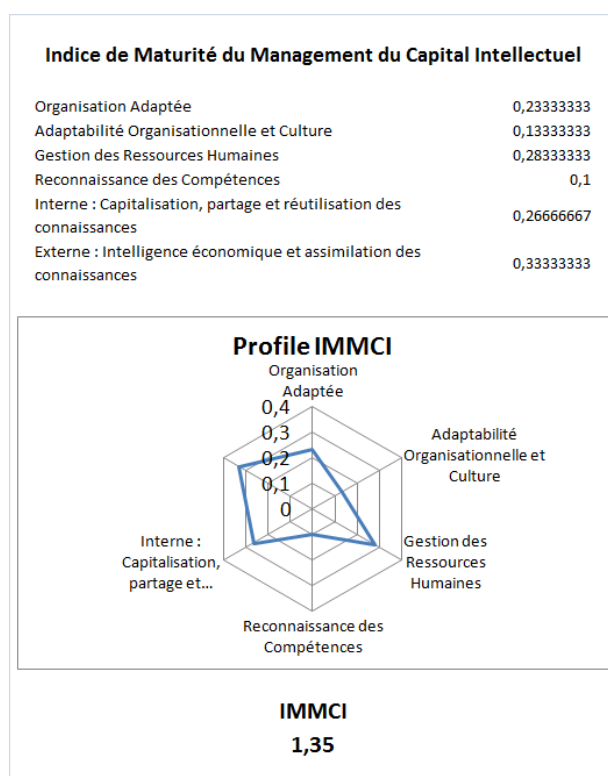 Indice de Maturité du Management du Capital Intellectuel
Organisation Adaptée 0,23333333
Adaptabilité Organisationnelle et Culture 0,13333333
Gestion des Ressources Humaines 0,28333333
Reconnaissance des Compétences 0,1
Interne : Capitalisation, partage et réutilisation des
connaissances 0,26666667
Externe : Intelligence économique et assimilation des
connaissances 0,33333333
Profile IMMCI
Organisation
Adaptée
0,4
0,3
0,2
0,1
0
Adaptabilité
Organisationnelle et
Culture
Gestion des
Ressources
Humaines
Reconnaissance des
Compétences
Interne :
Capitalisation,
partage et...
IMMCI
1,35